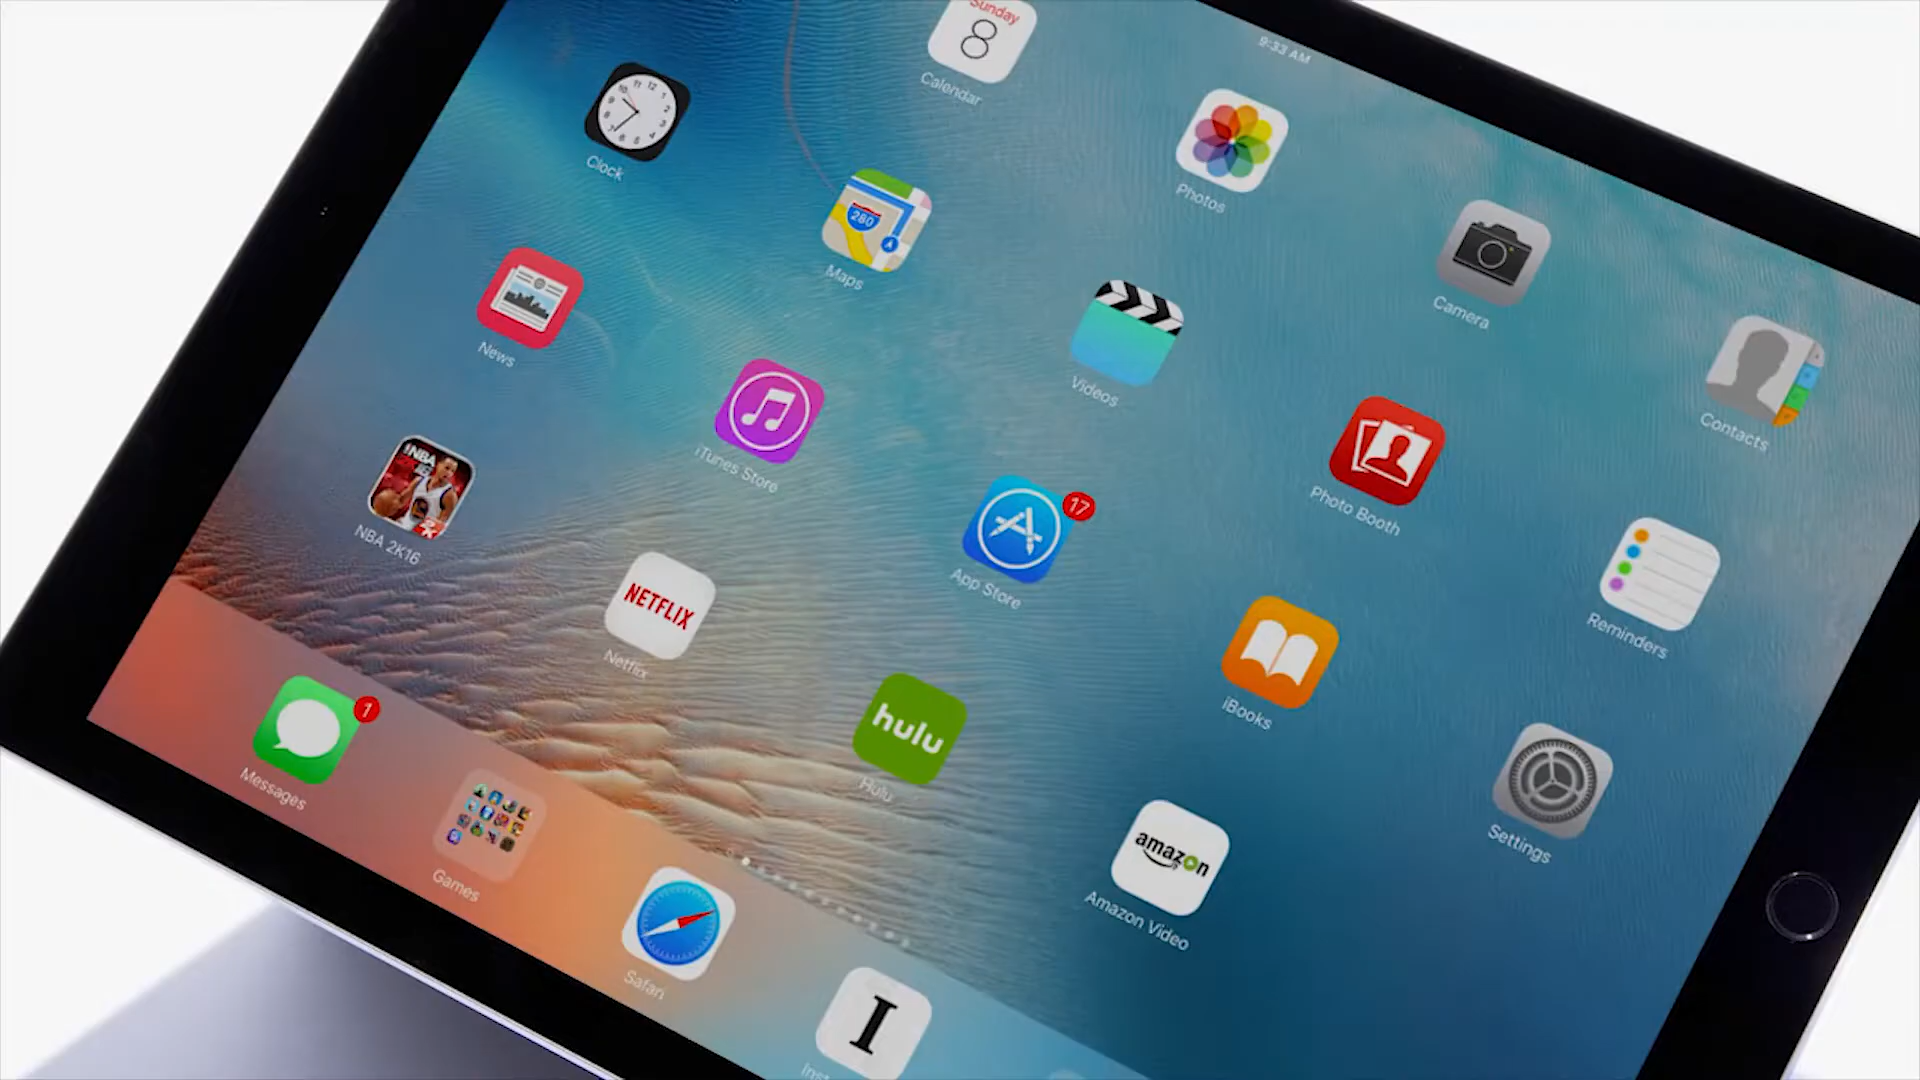 9:33 AM
Sunday
8
Calendar
Clock
Photos
280
Maps
Camera
News
Videos
Contacts
iTunes Store
Photo Booth
NBA
2K
NBA 2K16
17
App Store
Reminders
NETFLIX
Netflix
iBooks
1
Messages
hulu
Hulu
Settings
Games
amazon
Amazon Video
Safari
I